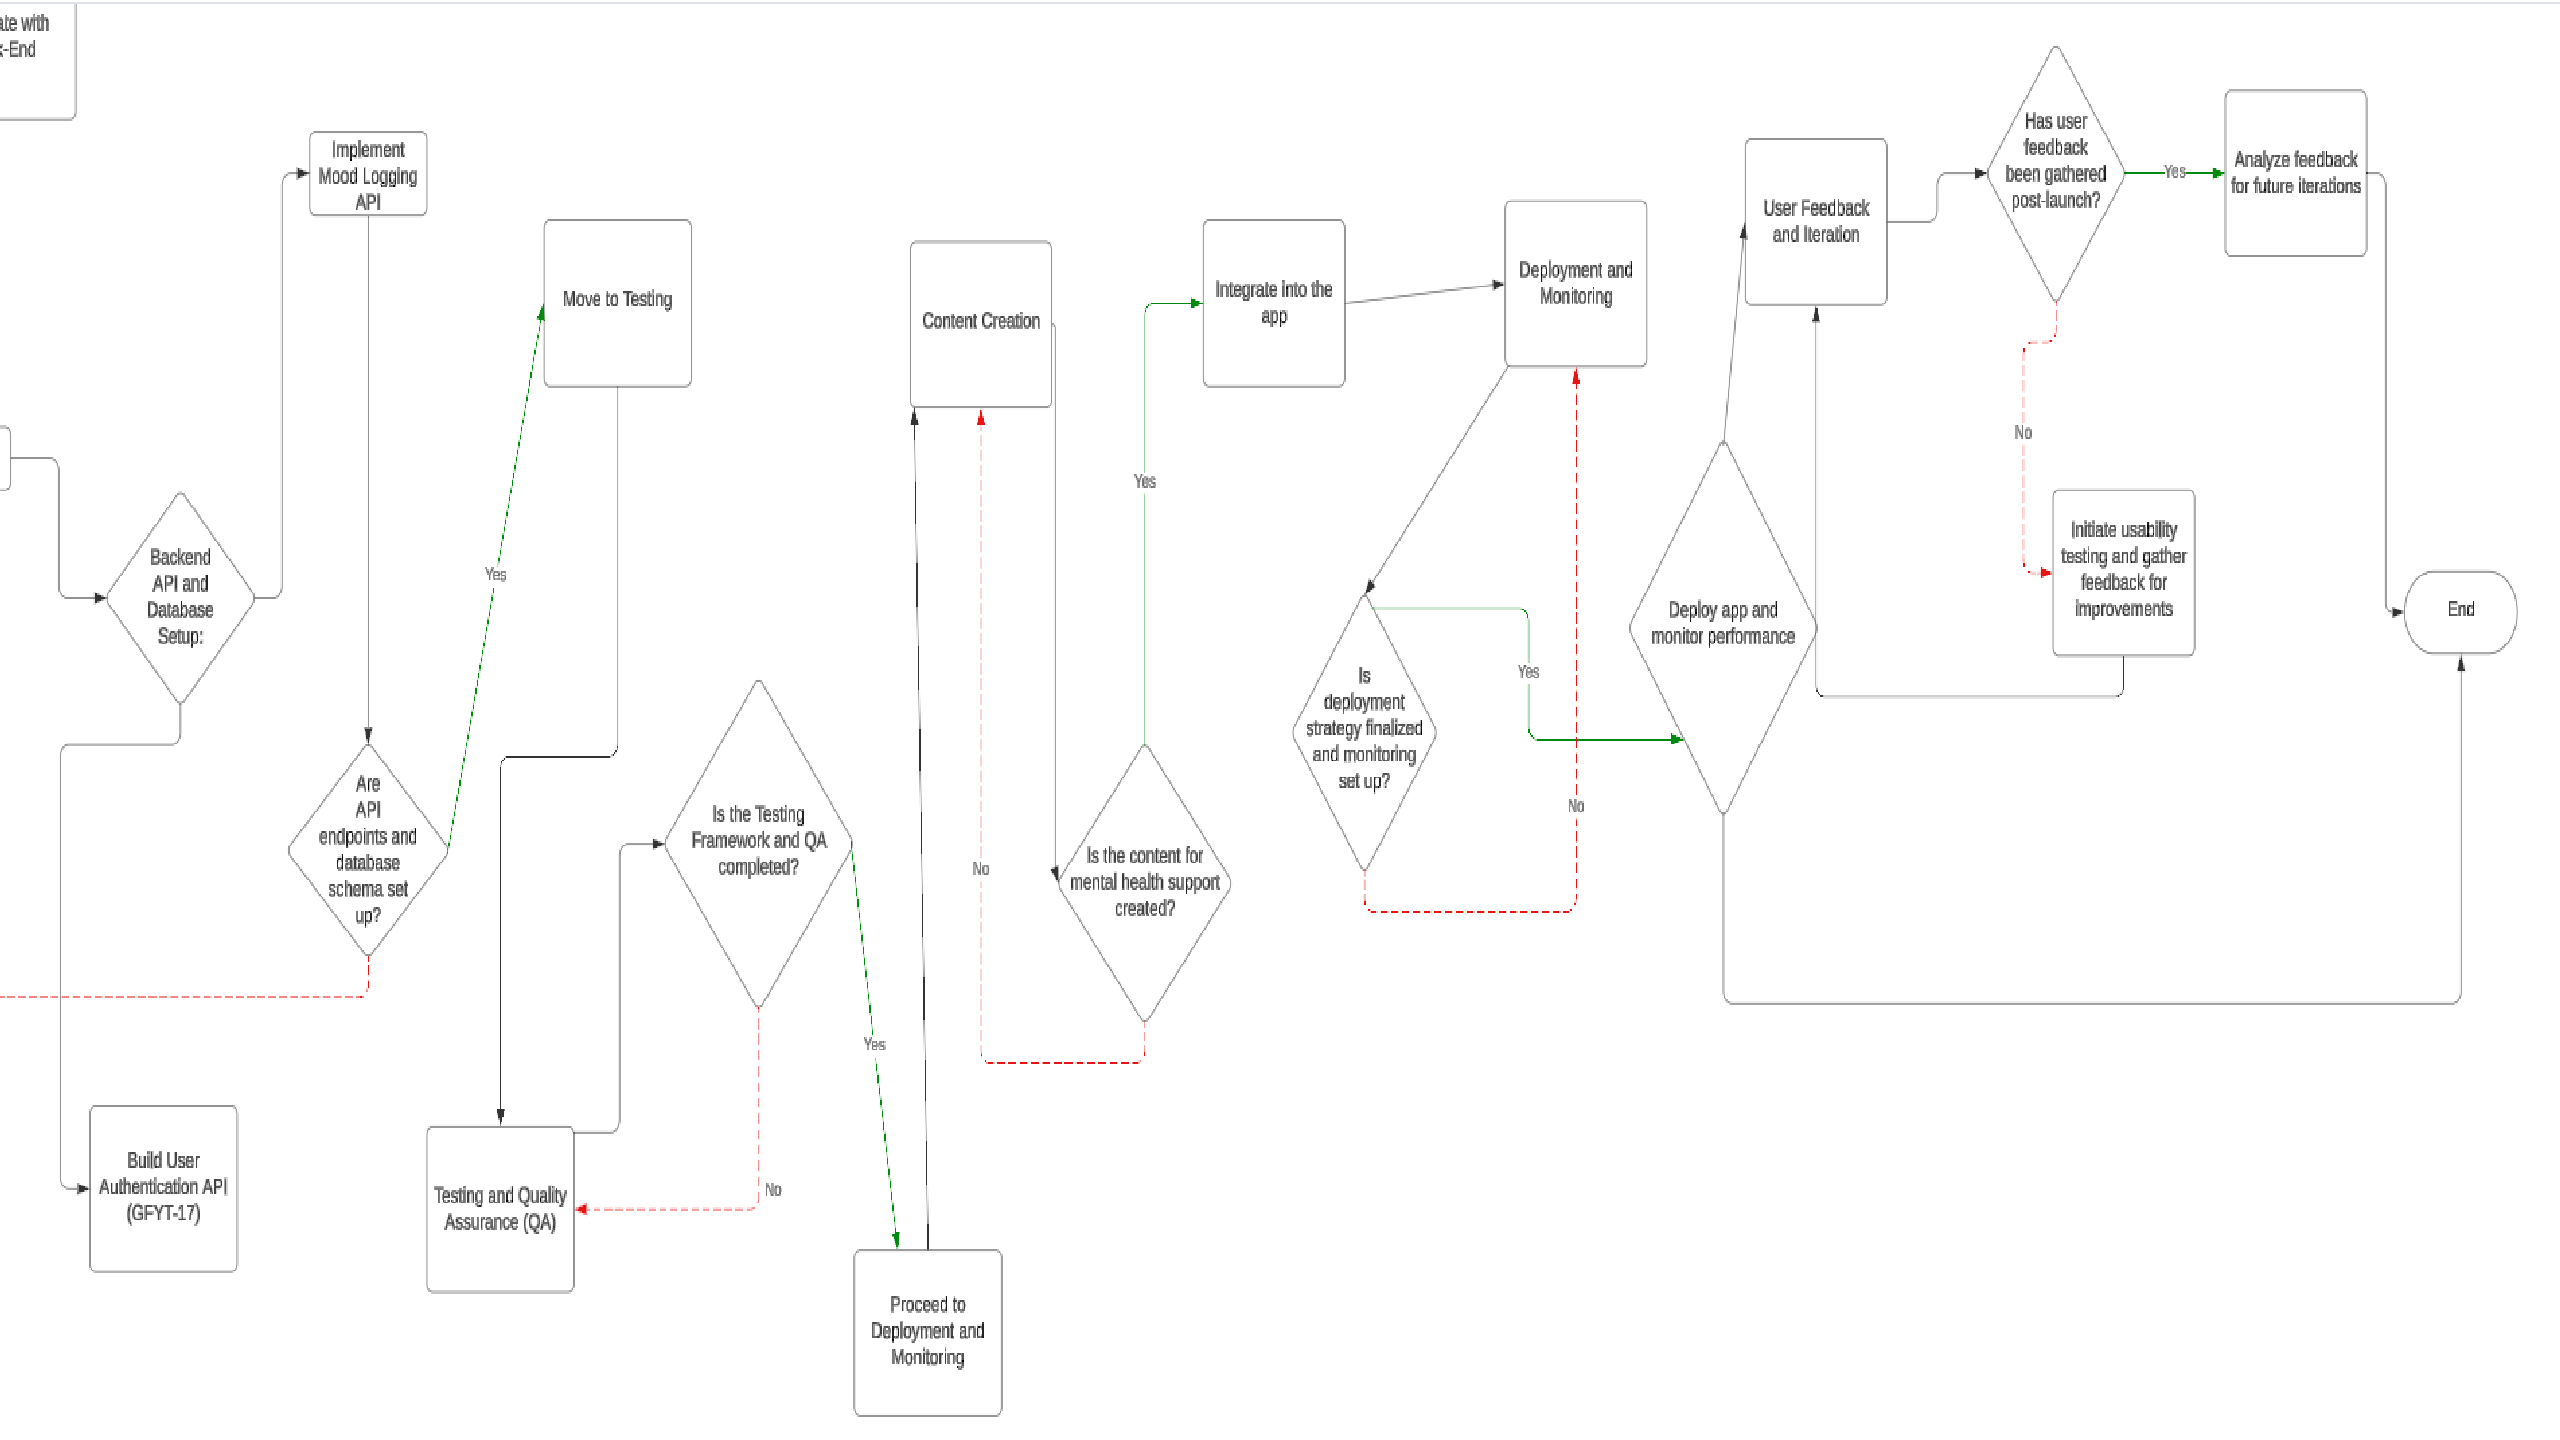 ate with
-End
Implement
Mood Logging
API
Move to Testing
Backend
API and
Database
Setup:
Yes
Are
API
endpoints and
database
schema set
up?
Build User
Authentication API
(GFYT-17)
Testing and Quality
Assurance (QA)
Is the Testing
Framework and QA
completed?
No
Yes
Proceed to
Deployment and
Monitoring
Content Creation
No
Is the content for
mental health support
created?
Yes
Integrate into the
app
Deployment and
Monitoring
Is
deployment
strategy finalized
and monitoring
set up?
Yes
No
Deploy app and
monitor performance
User Feedback
and Iteration
Has user
feedback
been gathered
post-launch?
Yes
Analyze feedback
for future iterations
No
Initiate usability
testing and gather
feedback for
improvements
End